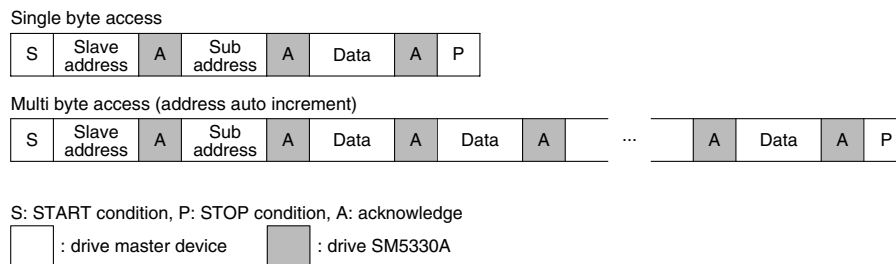 Single byte access
S Slave address A Sub address A Data A P
Multi byte access (address auto increment)
S Slave address A Sub address A Data A Data A ... A Data A P
S: START condition, P: STOP condition, A: acknowledge
: drive master device : drive SM5330A